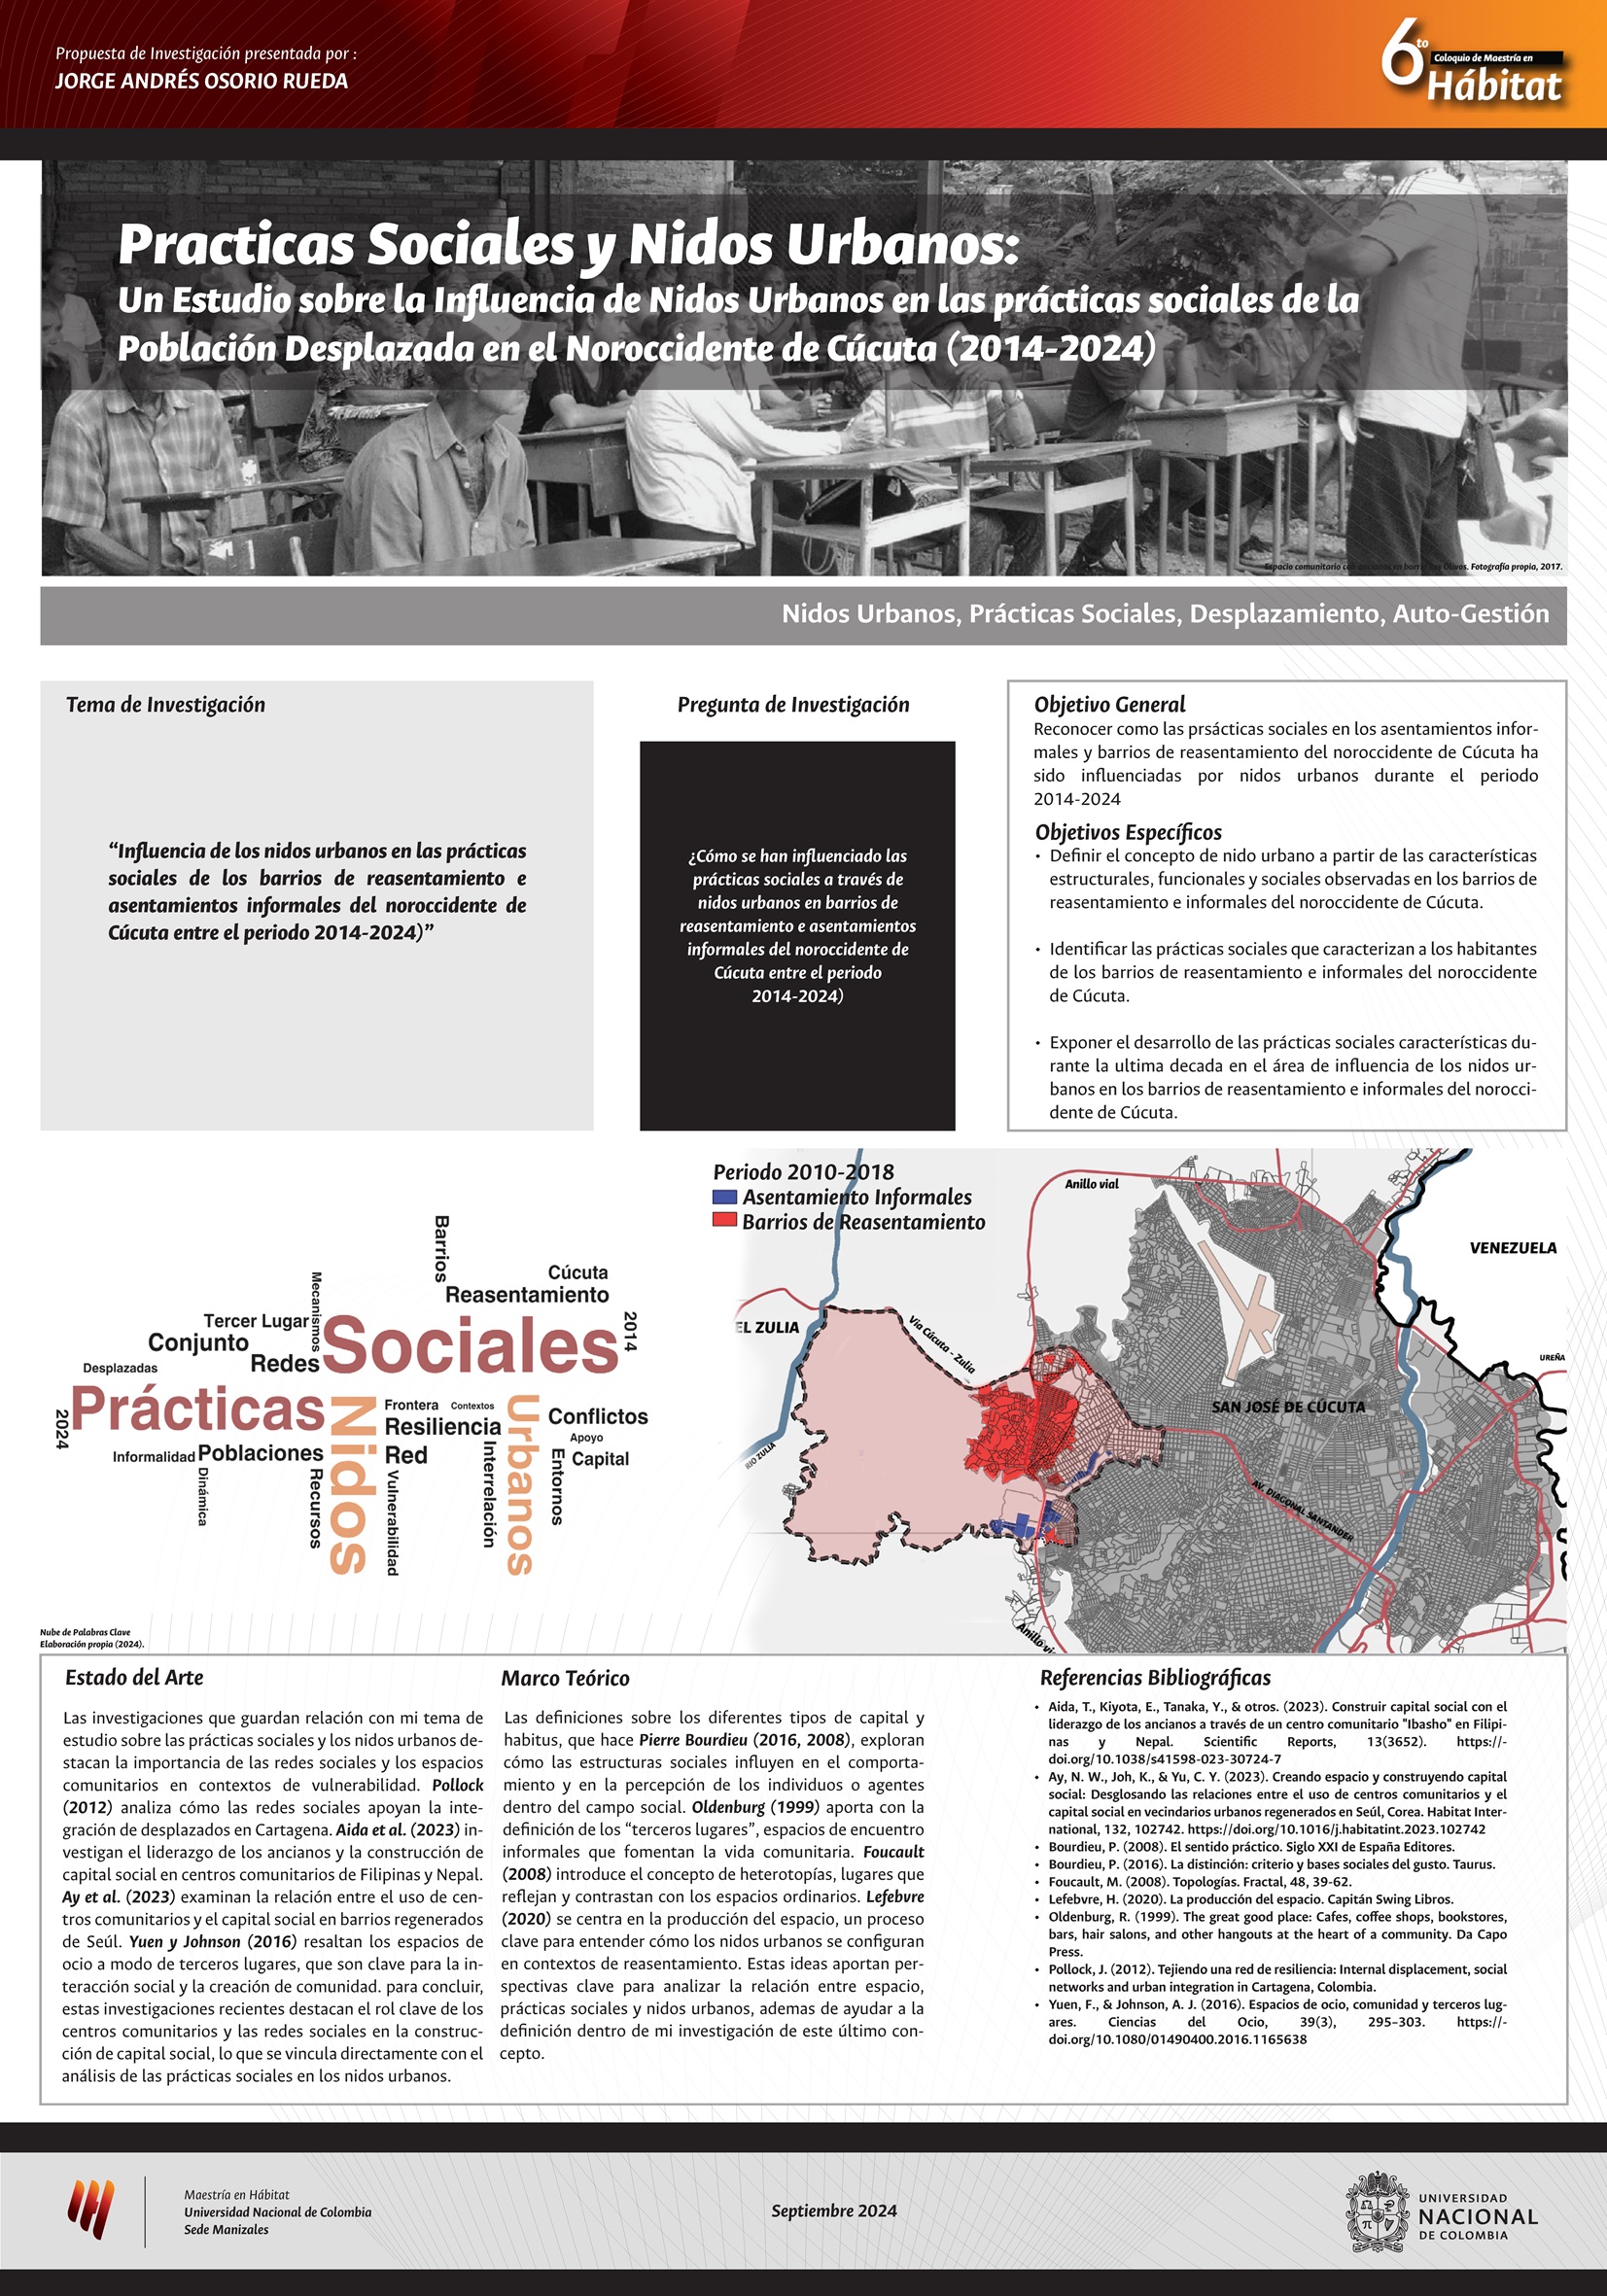 Propuesta de Investigación presentada por :
JORGE ANDRÉS OSORIO RUEDA
6to
Coloquio de Maestría en
Hábitat
Practicas Sociales y Nidos Urbanos:
Un Estudio sobre la Influencia de Nidos Urbanos en las prácticas sociales de la
Población Desplazada en el Noroccidente de Cúcuta (2014-2024)
Espacio comunitario con ancianos en barrio Los Olivos. Fotografía propia, 2017.
Nidos Urbanos, Prácticas Sociales, Desplazamiento, Auto-Gestión
Tema de Investigación
“Influencia de los nidos urbanos en las prácticas
sociales de los barrios de reasentamiento e
asentamientos informales del noroccidente de
Cúcuta entre el periodo 2014-2024)”
Pregunta de Investigación
¿Cómo se han influenciado las
prácticas sociales a través de
nidos urbanos en barrios de
reasentamiento e asentamientos
informales del noroccidente de
Cúcuta entre el periodo
2014-2024)
Objetivo General
Reconocer como las prsácticas sociales en los asentamientos infor-
males y barrios de reasentamiento del noroccidente de Cúcuta ha
sido influenciadas por nidos urbanos durante el periodo
2014-2024
Objetivos Específicos
• Definir el concepto de nido urbano a partir de las características
estructurales, funcionales y sociales observadas en los barrios de
reasentamiento e informales del noroccidente de Cúcuta.
• Identificar las prácticas sociales que caracterizan a los habitantes
de los barrios de reasentamiento e informales del noroccidente
de Cúcuta.
• Exponer el desarrollo de las prácticas sociales características du-
rante la ultima decada en el área de influencia de los nidos ur-
banos en los barrios de reasentamiento e informales del norocci-
dente de Cúcuta.
Barrios
Cúcuta
Mecanismos
Reasentamiento
Tercer Lugar
Sociales
2014
Conjunto
Redes
Desplazadas
Prácticas
2024
Nidos
Frontera
Contextos
Urbanos
Conflictos
Resiliencia
Apoyo
Informalidad
Poblaciones
Red
Interrelación
Entornos
Capital
Dinámica
Recursos
Vulnerabilidad
Nube de Palabras Clave
Elaboración propia (2024).
Periodo 2010-2018
Asentamiento Informales
Barrios de Reasentamiento
Anillo vial
VENEZUELA
EL ZULIA
Via Cúcuta - Zulia
UREÑA
SAN JOSÉ DE CÚCUTA
RIO ZULIA
AV. DIAGONAL SANTANDER
Anillo vi
Estado del Arte
Las investigaciones que guardan relación con mi tema de
estudio sobre las prácticas sociales y los nidos urbanos de-
stacan la importancia de las redes sociales y los espacios
comunitarios en contextos de vulnerabilidad. Pollock
(2012) analiza cómo las redes sociales apoyan la inte-
gración de desplazados en Cartagena. Aida et al. (2023) in-
vestigan el liderazgo de los ancianos y la construcción de
capital social en centros comunitarios de Filipinas y Nepal.
Ay et al. (2023) examinan la relación entre el uso de cen-
tros comunitarios y el capital social en barrios regenerados
de Seúl. Yuen y Johnson (2016) resaltan los espacios de
ocio a modo de terceros lugares, que son clave para la in-
teracción social y la creación de comunidad. para concluir,
estas investigaciones recientes destacan el rol clave de los
centros comunitarios y las redes sociales en la construc-
ción de capital social, lo que se vincula directamente con el
análisis de las prácticas sociales en los nidos urbanos.
Marco Teórico
Las definiciones sobre los diferentes tipos de capital y
habitus, que hace Pierre Bourdieu (2016, 2008), exploran
cómo las estructuras sociales influyen en el comporta-
miento y en la percepción de los individuos o agentes
dentro del campo social. Oldenburg (1999) aporta con la
definición de los “terceros lugares”, espacios de encuentro
informales que fomentan la vida comunitaria. Foucault
(2008) introduce el concepto de heterotopías, lugares que
reflejan y contrastan con los espacios ordinarios. Lefebvre
(2020) se centra en la producción del espacio, un proceso
clave para entender cómo los nidos urbanos se configuran
en contextos de reasentamiento. Estas ideas aportan per-
spectivas clave para analizar la relación entre espacio,
prácticas sociales y nidos urbanos, ademas de ayudar a la
definición dentro de mi investigación de este último con-
cepto.
Referencias Bibliográficas
• Aida, T., Kiyota, E., Tanaka, Y., & otros. (2023). Construir capital social con el
liderazgo de los ancianos a través de un centro comunitario "Ibasho" en Filipi-
nas y Nepal. Scientific Reports, 13(3652). https://-
doi.org/10.1038/s41598-023-30724-7
• Ay, N. W., Joh, K., & Yu, C. Y. (2023). Creando espacio y construyendo capital
social: Desglosando las relaciones entre el uso de centros comunitarios y el
capital social en vecindarios urbanos regenerados en Seúl, Corea. Habitat Inter-
national, 132, 102742. https://doi.org/10.1016/j.habitatint.2023.102742
• Bourdieu, P. (2008). El sentido práctico. Siglo XXI de España Editores.
• Bourdieu, P. (2016). La distinción: criterio y bases sociales del gusto. Taurus.
• Foucault, M. (2008). Topologías. Fractal, 48, 39-62.
• Lefebvre, H. (2020). La producción del espacio. Capitán Swing Libros.
• Oldenburg, R. (1999). The great good place: Cafes, coffee shops, bookstores,
bars, hair salons, and other hangouts at the heart of a community. Da Capo
Press.
• Pollock, J. (2012). Tejiendo una red de resiliencia: Internal displacement, social
networks and urban integration in Cartagena, Colombia.
• Yuen, F., & Johnson, A. J. (2016). Espacios de ocio, comunidad y terceros lug-
ares. Ciencias del Ocio, 39(3), 295–303. https://-
doi.org/10.1080/01490400.2016.1165638
Maestría en Hábitat
Universidad Nacional de Colombia
Sede Manizales
Septiembre 2024
UNIVERSIDAD
NACIONAL
DE COLOMBIA